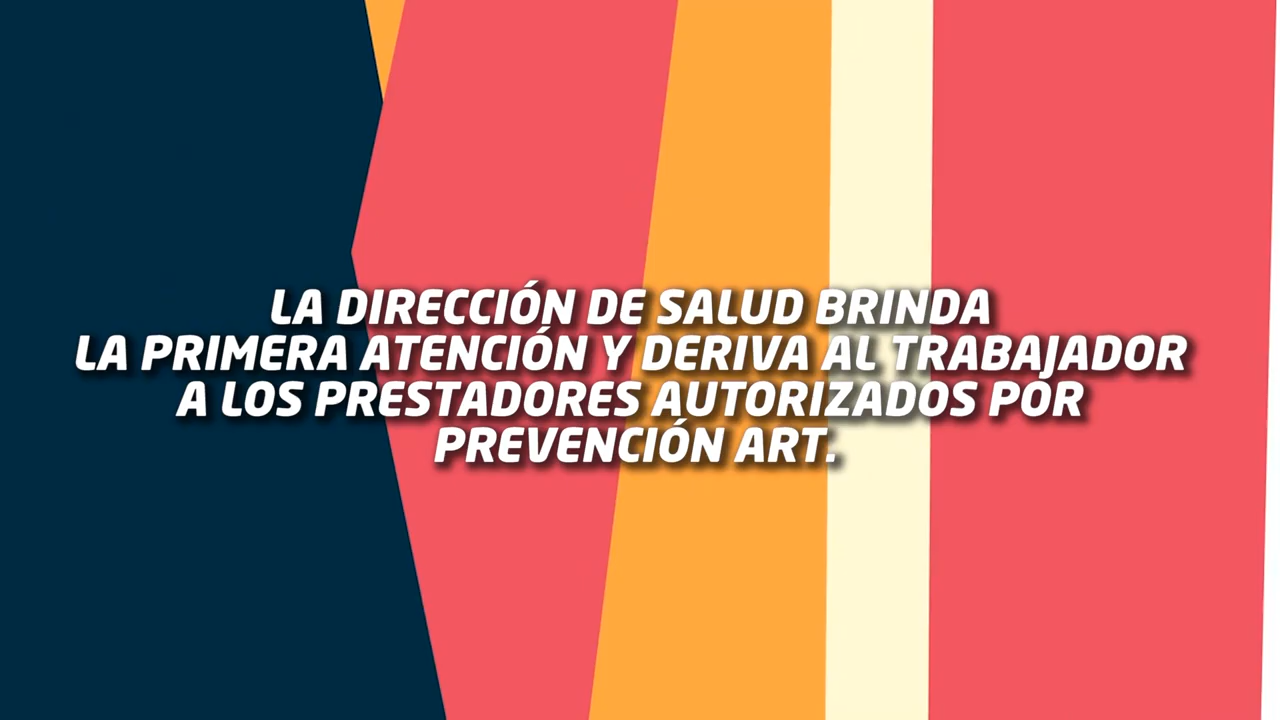 LA DIRECCIÓN DE SALUD BRINDA
LA PRIMERA ATENCIÓN Y DERIVA AL TRABAJADOR
A LOS PRESTADORES AUTORIZADOS POR
PREVENCIÓN ART.